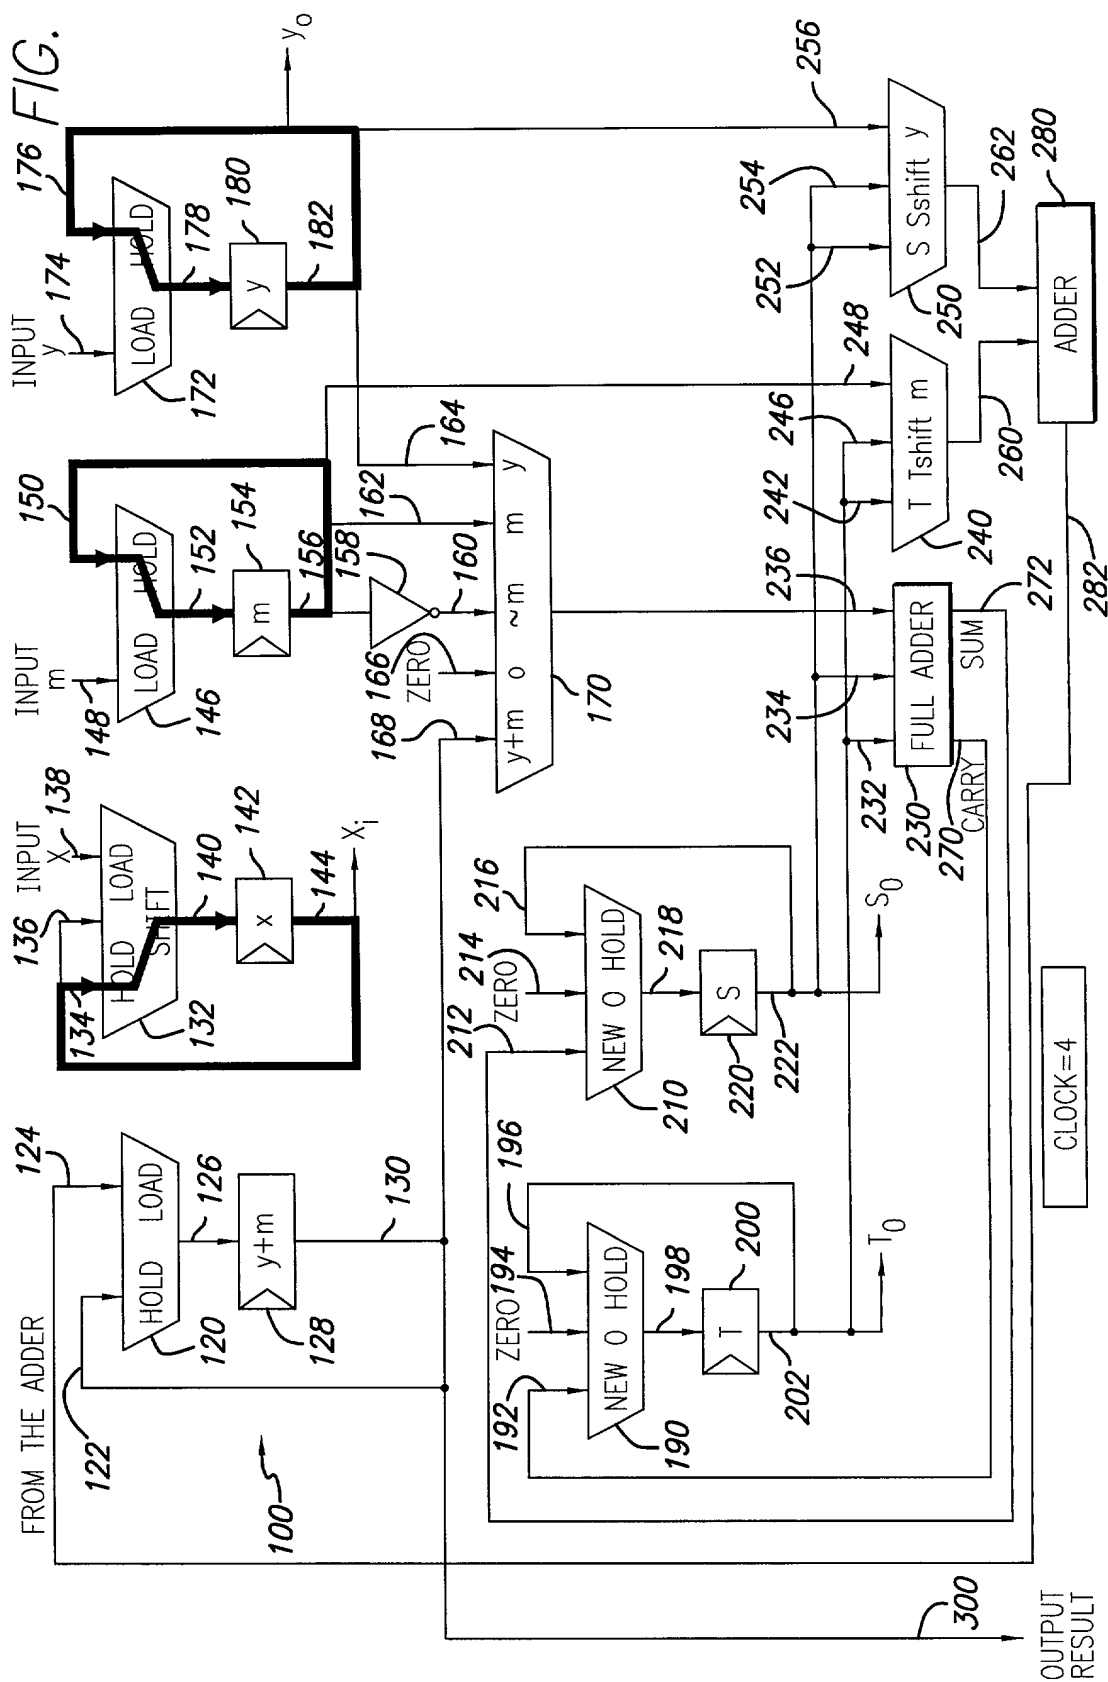 FIG.
FROM THE ADDER
124
122
HOLD LOAD
120
126
y+m
128
130
100
136
INPUT
X
138
134
HOLD LOAD
SHIFT
132
140
142
x
144
Xi
INPUT
m
148
150
LOAD HOLD
146
152
154
m
156
158
160
162
164
ZERO
166
168
y+m 0 ~m m y
170
INPUT
y
174
176
LOAD HOLD
172
178
180
y
182
y0
192
ZERO
194
196
NEW 0 HOLD
190
198
200
T
202
T0
212
ZERO
214
216
NEW 0 HOLD
210
218
S
220
222
S0
232
234
236
FULL ADDER
230
CARRY
270
SUM
272
242
246
248
T Tshift m
240
260
252
254
256
S Sshift y
250
262
ADDER
280
282
CLOCK=4
300
OUTPUT
RESULT